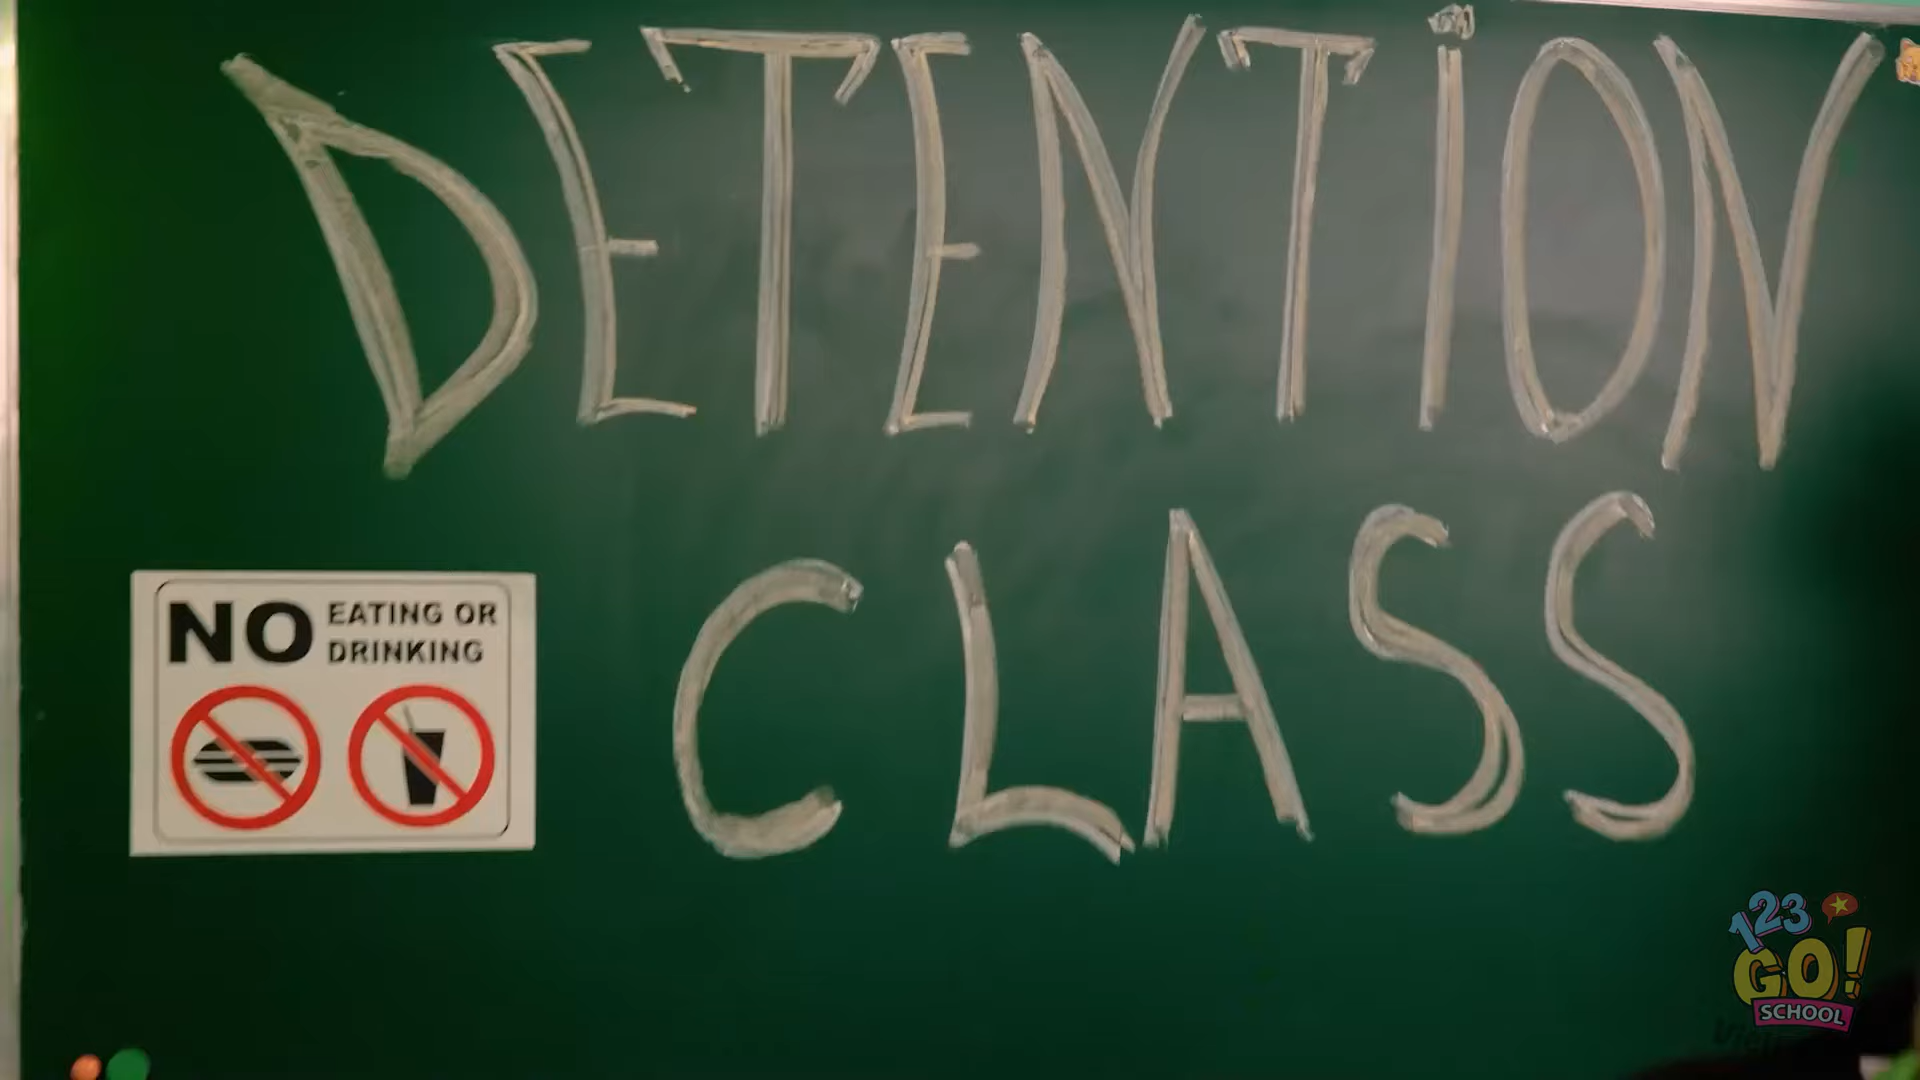 DETENTiON
CLASS
NO EATING OR
DRINKING
123
GO!
SCHOOL